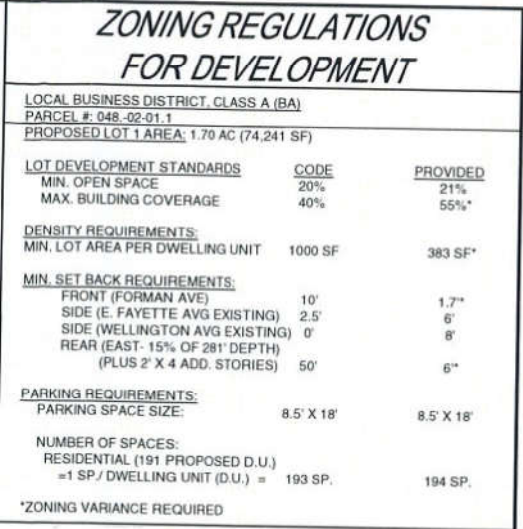 ZONING REGULATIONS
FOR DEVELOPMENT
LOCAL BUSINESS DISTRICT, CLASS A (BA)
PARCEL #: 048.-02-01.1
PROPOSED LOT 1 AREA: 1.70 AC (74,241 SF)
LOT DEVELOPMENT STANDARDS CODE PROVIDED
MIN. OPEN SPACE 20% 21%
MAX. BUILDING COVERAGE 40% 55%*
DENSITY REQUIREMENTS:
MIN. LOT AREA PER DWELLING UNIT 1000 SF 383 SF*
MIN. SET BACK REQUIREMENTS:
FRONT (FORMAN AVE) 10' 1.7'*
SIDE (E. FAYETTE AVG EXISTING) 2.5' 6'
SIDE (WELLINGTON AVG EXISTING) 0' 8'
REAR (EAST- 15% OF 281' DEPTH)
(PLUS 2' X 4 ADD. STORIES) 50' 6'*
PARKING REQUIREMENTS:
PARKING SPACE SIZE: 8.5' X 18' 8.5' X 18'
NUMBER OF SPACES:
RESIDENTIAL (191 PROPOSED D.U.)
=1 SP./ DWELLING UNIT (D.U.) = 193 SP. 194 SP.
*ZONING VARIANCE REQUIRED